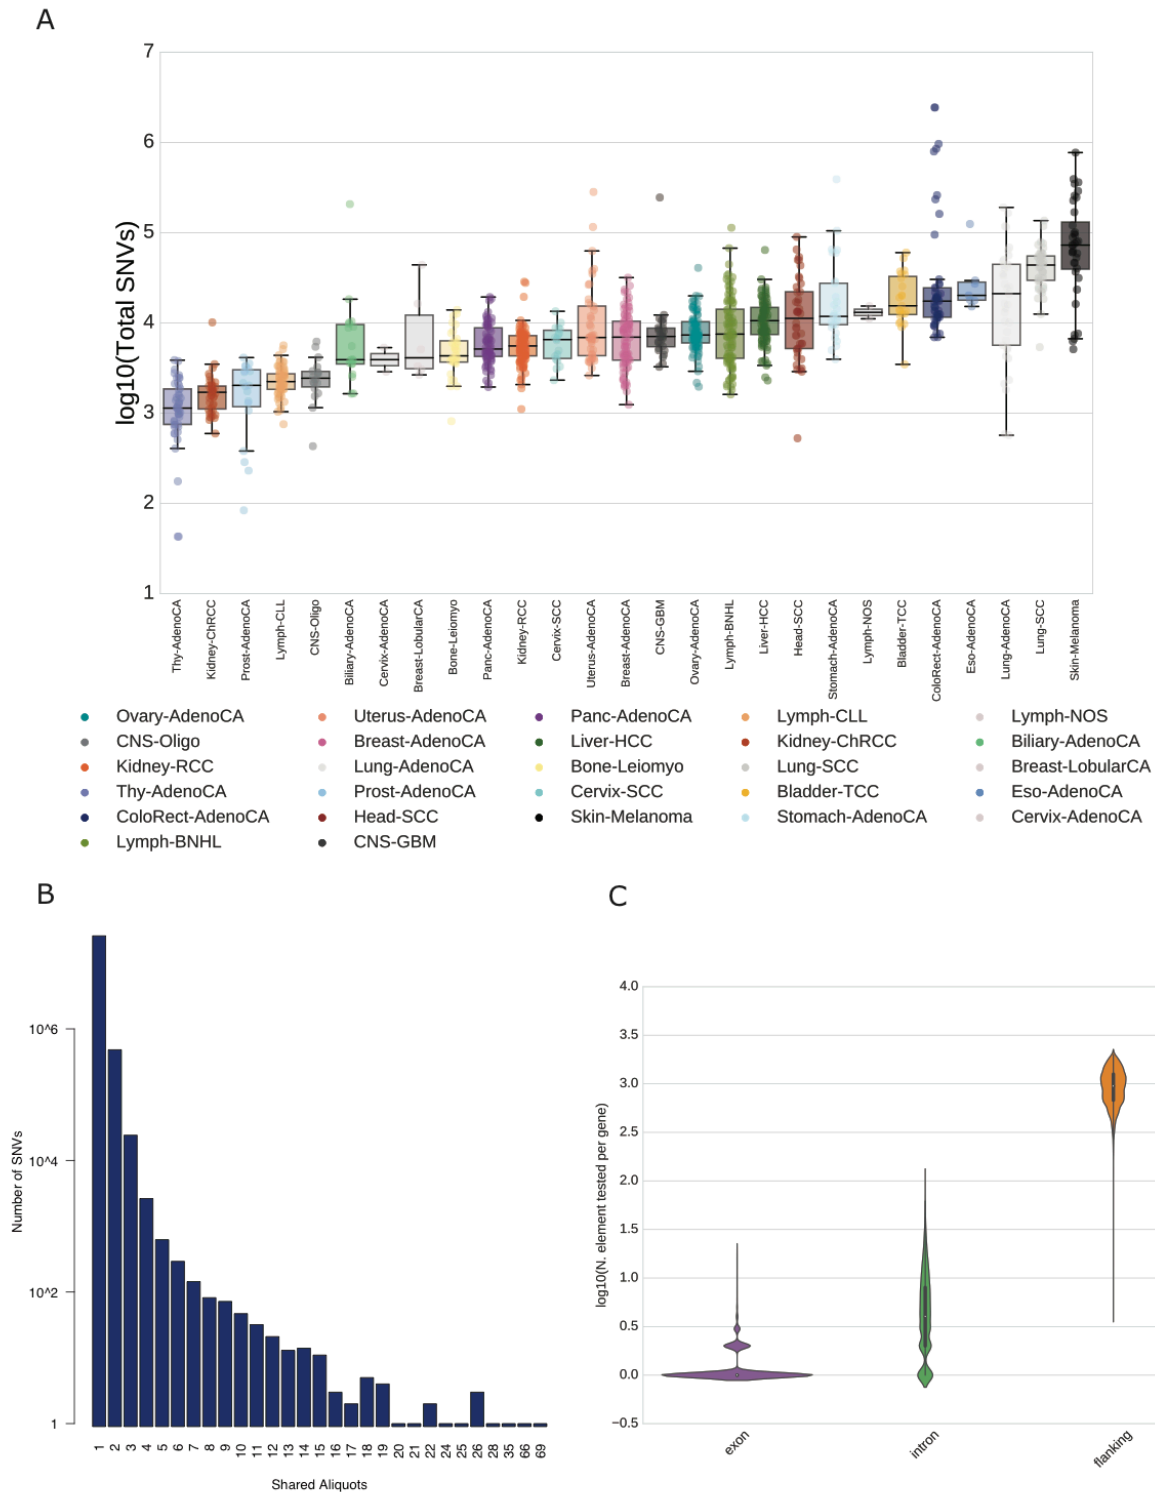 A
7
6
5
4
3
2
1
log10(Total SNVs)
Thy-AdenoCA
Kidney-ChRCC
Prost-AdenoCA
Lymph-CLL
CNS-Oligo
Biliary-AdenoCA
Cervix-AdenoCA
Breast-LobularCA
Bone-Leiomyo
Panc-AdenoCA
Kidney-RCC
Cervix-SCC
Uterus-AdenoCA
Breast-AdenoCA
CNS-GBM
Ovary-AdenoCA
Lymph-BNHL
Liver-HCC
Head-SCC
Stomach-AdenoCA
Lymph-NOS
Bladder-TCC
ColoRect-AdenoCA
Eso-AdenoCA
Lung-AdenoCA
Lung-SCC
Skin-Melanoma
Ovary-AdenoCA Uterus-AdenoCA Panc-AdenoCA Lymph-CLL Lymph-NOS
CNS-Oligo Breast-AdenoCA Liver-HCC Kidney-ChRCC Biliary-AdenoCA
Kidney-RCC Lung-AdenoCA Bone-Leiomyo Lung-SCC Breast-LobularCA
Thy-AdenoCA Prost-AdenoCA Cervix-SCC Bladder-TCC Eso-AdenoCA
ColoRect-AdenoCA Head-SCC Skin-Melanoma Stomach-AdenoCA Cervix-AdenoCA
Lymph-BNHL CNS-GBM
B
10^6
10^4
10^2
1
Number of SNVs
1 2 3 4 5 6 7 8 9 10 11 12 13 14 15 16 17 18 19 20 21 22 24 25 26 28 35 66 69
Shared Aliquots
C
4.0
3.5
3.0
2.5
2.0
1.5
1.0
0.5
0.0
−0.5
log10(N. element tested per gene)
exon
intron
flanking